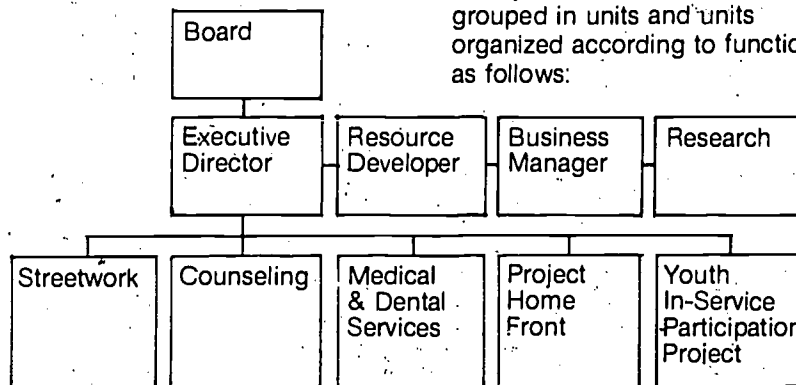 grouped in units and units
organized according to functio
as follows:
Board
Executive
Director
Resource
Developer
Business
Manager
Research
Streetwork
Counseling
Medical
& Dental
Services
Project
Home
Front
Youth
In-Service
Participation
Project